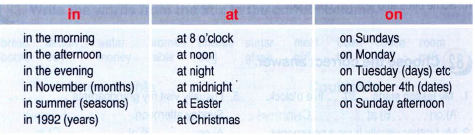 in at on
in the morning at 8 o'clock on Sundays
in the afternoon at noon on Monday
in the evening at night on Tuesday (days) etc
in November (months) at midnight on October 4th (dates)
in summer (seasons) at Easter on Sunday afternoon
in 1992 (years) at Christmas